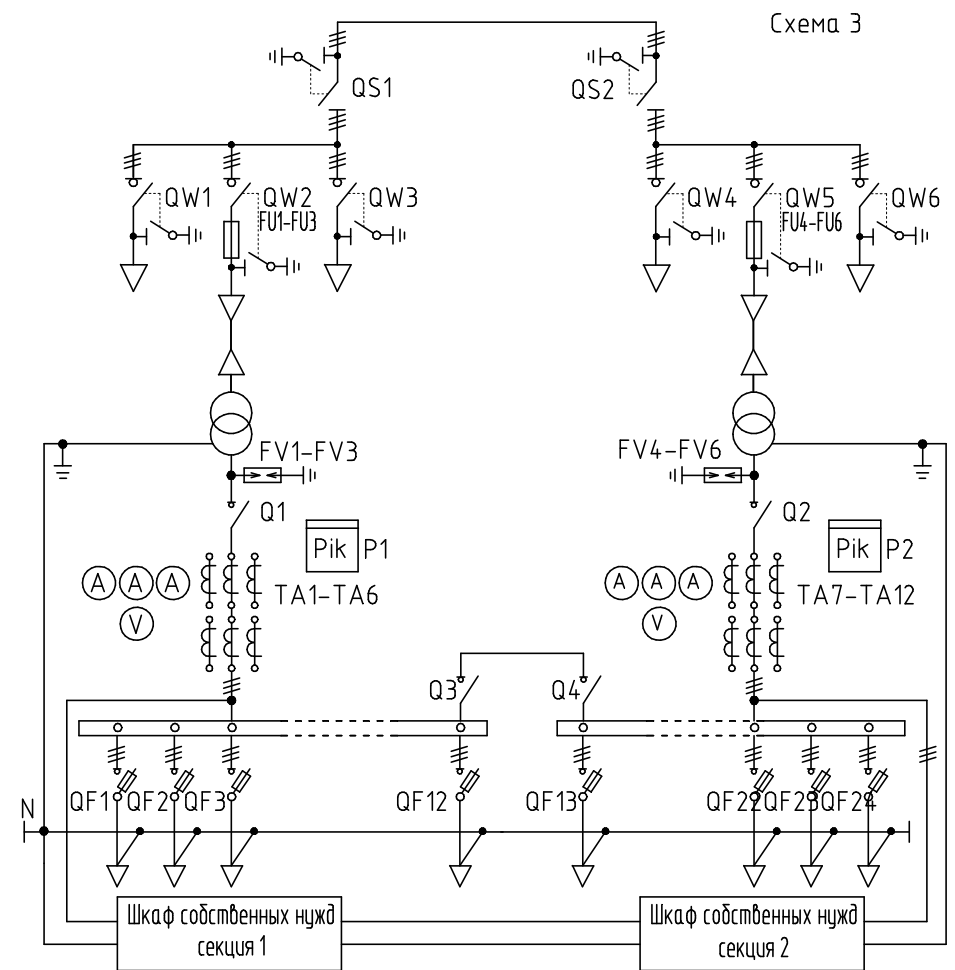 Схема 3
QS1
QS2
QW1
QW2
FU1-FU3
QW3
QW4
QW5
FU4-FU6
QW6
FV1-FV3
FV4-FV6
Q1
Q2
Pik
P1
Pik
P2
A
A
A
TA1-TA6
A
A
A
TA7-TA12
V
V
Q3
Q4
QF1
QF2
QF3
QF12
QF13
QF22
QF23
QF24
N
Шкаф собственных нужд
секция 1
Шкаф собственных нужд
секция 2